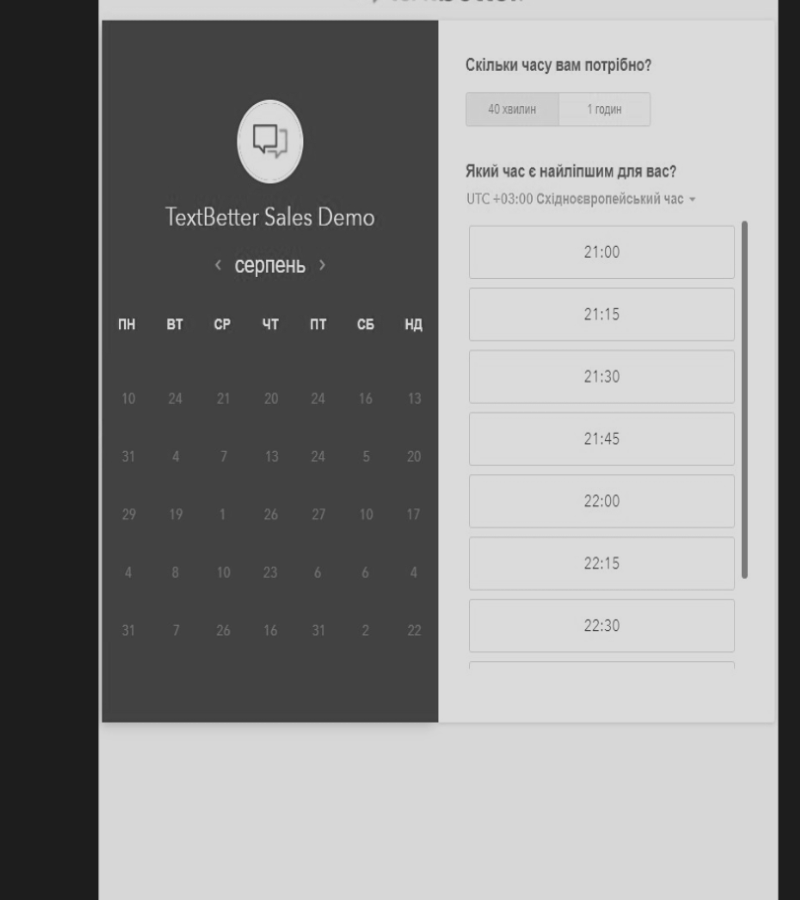 TextBetter Sales Demo
‹ серпень ›
ПН ВТ СР ЧТ ПТ СБ НД
10 24 21 20 24 16 13
31 4 7 13 24 5 20
29 19 1 26 27 10 17
4 8 10 23 6 6 4
31 7 26 16 31 2 22
Скільки часу вам потрібно?
40 хвилин 1 годин
Який час є найліпшим для вас?
UTC +03:00 Східноєвропейський час
21:00
21:15
21:30
21:45
22:00
22:15
22:30